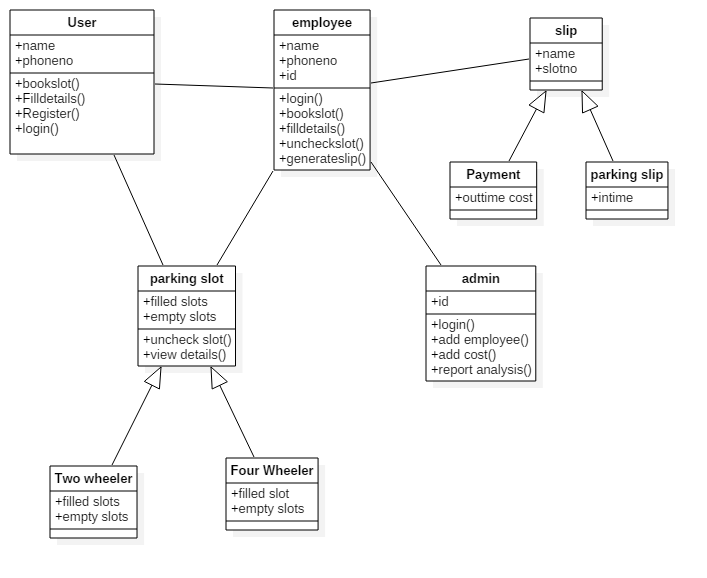 User
+name
+phoneno
+bookslot()
+Filldetails()
+Register()
+login()
employee
+name
+phoneno
+id
+login()
+bookslot()
+filldetails()
+uncheckslot()
+generateslip()
slip
+name
+slotno
Payment
+outtime cost
parking slip
+intime
parking slot
+filled slots
+empty slots
+uncheck slot()
+view details()
admin
+id
+login()
+add employee()
+add cost()
+report analysis()
Two wheeler
+filled slots
+empty slots
Four Wheeler
+filled slot
+empty slots